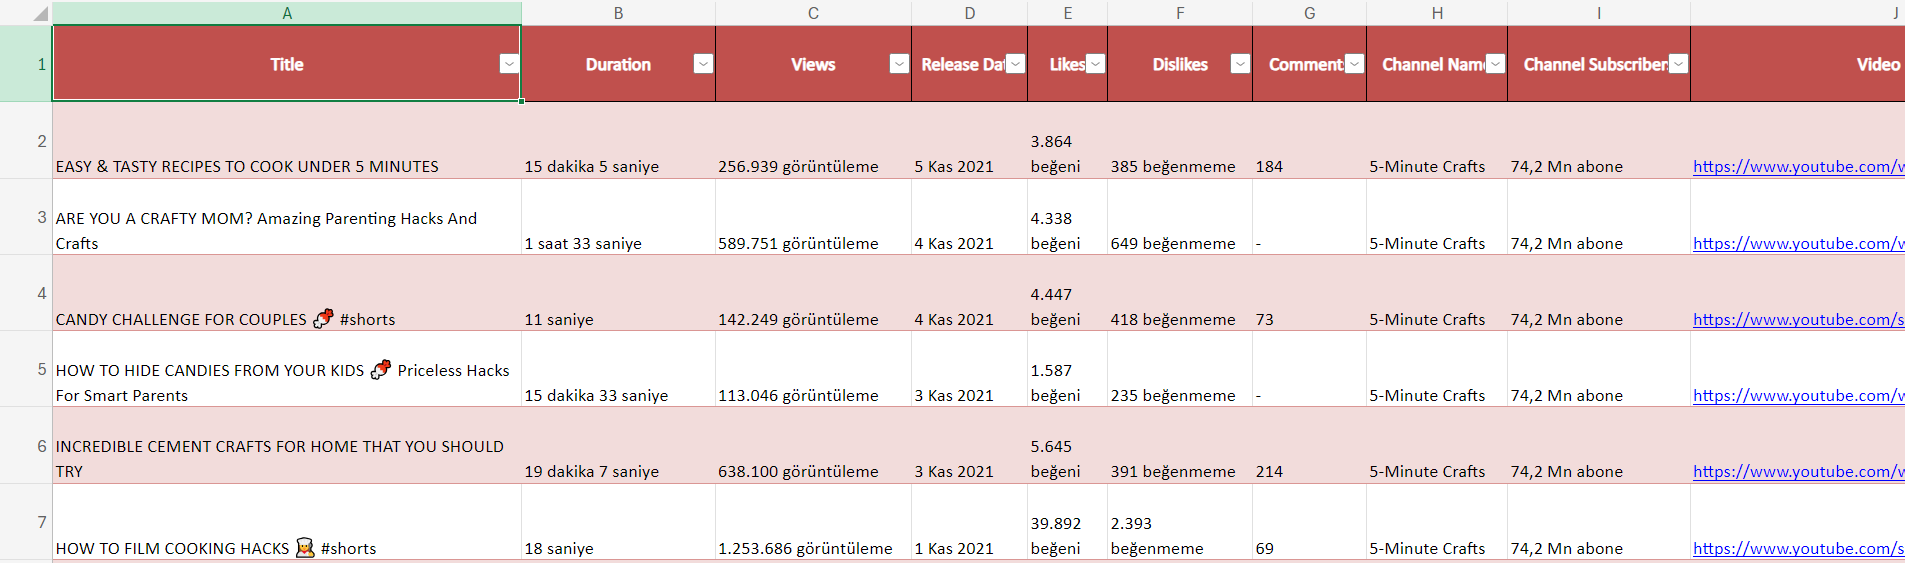 A B C D E F G H I J
1 Title Duration Views Release Dat Likes Dislikes Comment Channel Nam Channel Subscriber Video
2 EASY & TASTY RECIPES TO COOK UNDER 5 MINUTES 15 dakika 5 saniye 256.939 görüntüleme 5 Kas 2021 3.864 beğeni 385 beğenmeme 184 5-Minute Crafts 74,2 Mn abone https://www.youtube.com/w
3 ARE YOU A CRAFTY MOM? Amazing Parenting Hacks And Crafts 1 saat 33 saniye 589.751 görüntüleme 4 Kas 2021 4.338 beğeni 649 beğenmeme - 5-Minute Crafts 74,2 Mn abone https://www.youtube.com/w
4 CANDY CHALLENGE FOR COUPLES 🍬 #shorts 11 saniye 142.249 görüntüleme 4 Kas 2021 4.447 beğeni 418 beğenmeme 73 5-Minute Crafts 74,2 Mn abone https://www.youtube.com/s
5 HOW TO HIDE CANDIES FROM YOUR KIDS 🍬 Priceless Hacks For Smart Parents 15 dakika 33 saniye 113.046 görüntüleme 3 Kas 2021 1.587 beğeni 235 beğenmeme - 5-Minute Crafts 74,2 Mn abone https://www.youtube.com/w
6 INCREDIBLE CEMENT CRAFTS FOR HOME THAT YOU SHOULD TRY 19 dakika 7 saniye 638.100 görüntüleme 3 Kas 2021 5.645 beğeni 391 beğenmeme 214 5-Minute Crafts 74,2 Mn abone https://www.youtube.com/w
7 HOW TO FILM COOKING HACKS 👩‍🍳 #shorts 18 saniye 1.253.686 görüntüleme 1 Kas 2021 39.892 beğeni 2.393 beğenmeme 69 5-Minute Crafts 74,2 Mn abone https://www.youtube.com/s